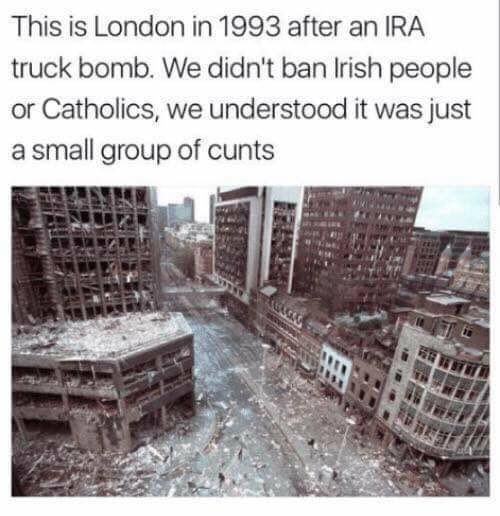 This is London in 1993 after an IRA
truck bomb. We didn't ban Irish people
or Catholics, we understood it was just
a small group of cunts